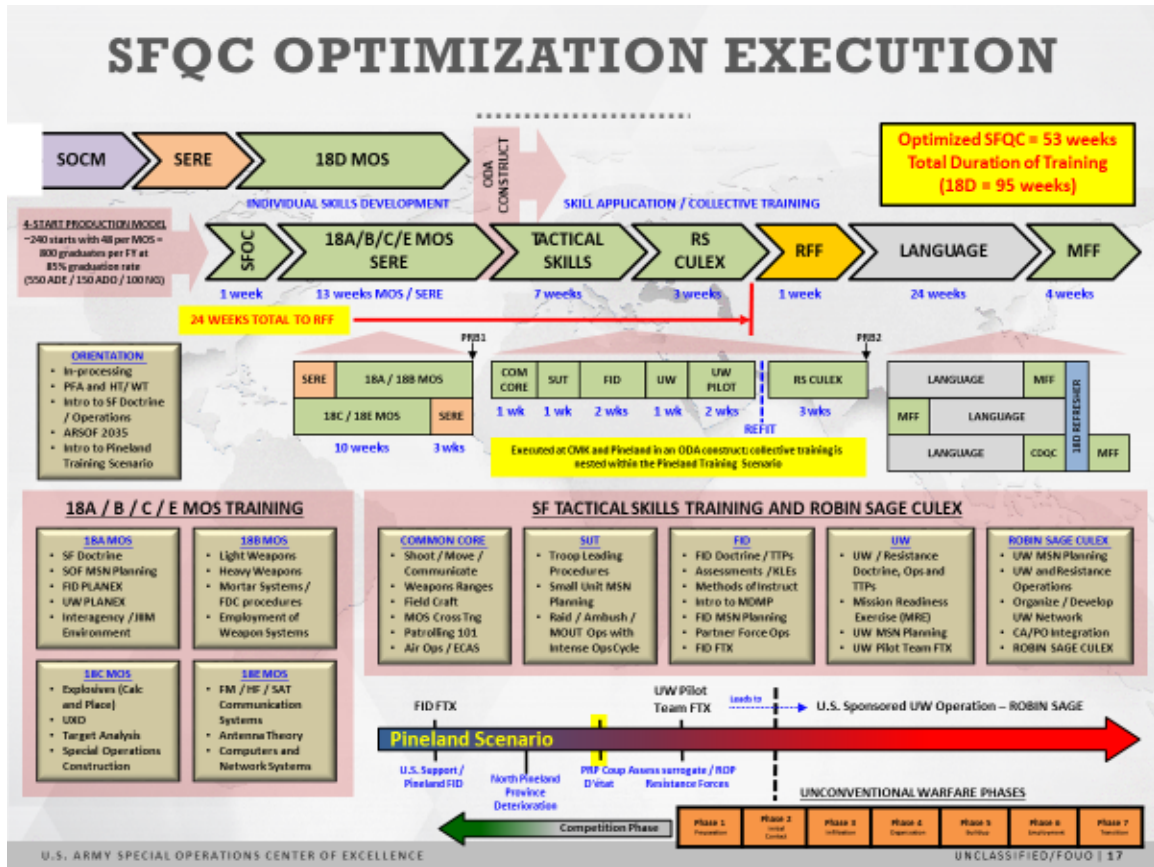 SFQC OPTIMIZATION EXECUTION
SOCM
SERE
18D MOS
ODA
CONSTRUCT
Optimized SFQC = 53 weeks
Total Duration of Training
(18D = 95 weeks)
INDIVIDUAL SKILLS DEVELOPMENT
SKILL APPLICATION / COLLECTIVE TRAINING
4-START PRODUCTION MODEL
~240 starts with 48 per MOS =
800 graduates per FY at
85% graduation rate
(550 ADE / 150 ADO / 100 NG)
SFOC
18A/B/C/E MOS
SERE
TACTICAL
SKILLS
RS
CULEX
RFF
LANGUAGE
MFF
1 week
13 weeks MOS / SERE
7 weeks
3 weeks
1 week
24 weeks
4 weeks
24 WEEKS TOTAL TO RFF
PRB1
PRB2
ORIENTATION
• In-processing
• PFA and HT/ WT
• Intro to SF Doctrine
/ Operations
• ARSOF 2035
• Intro to Pineland
Training Scenario
SERE
18A / 18B MOS
18C / 18E MOS
SERE
10 weeks
3 wks
COM
CORE
SUT
FID
UW
UW
PILOT
RS CULEX
1 wk
1 wk
2 wks
1 wk
2 wks
3 wks
REFIT
Executed at CMK and Pineland in an ODA construct; collective training is
nested within the Pineland Training Scenario
LANGUAGE
MFF
MFF
LANGUAGE
LANGUAGE
CDQC
18D REFRESHER
MFF
18A / B / C / E MOS TRAINING
18A MOS
• SF Doctrine
• SOF MSN Planning
• FID PLANEX
• UW PLANEX
• Interagency / JIIM
Environment
18B MOS
• Light Weapons
• Heavy Weapons
• Mortar Systems /
FDC procedures
• Employment of
Weapon Systems
18C MOS
• Explosives (Calc
and Place)
• UXO
• Target Analysis
• Special Operations
Construction
18E MOS
• FM / HF / SAT
Communication
Systems
• Antenna Theory
• Computers and
Network Systems
SF TACTICAL SKILLS TRAINING AND ROBIN SAGE CULEX
COMMON CORE
• Shoot / Move /
Communicate
• Weapons Ranges
• Field Craft
• MOS Cross Tng
• Patrolling 101
• Air Ops / ECAS
SUT
• Troop Leading
Procedures
• Small Unit MSN
Planning
• Raid / Ambush /
MOUT Ops with
Intense Ops Cycle
FID
• FID Doctrine / TTPs
• Assessments / KLEs
• Methods of Instruct
• Intro to MDMP
• FID MSN Planning
• Partner Force Ops
• FID FTX
UW
• UW / Resistance
Doctrine, Ops and
TTPs
• Mission Readiness
Exercise (MRE)
• UW MSN Planning
• UW Pilot Team FTX
ROBIN SAGE CULEX
• UW MSN Planning
• UW and Resistance
Operations
• Organize / Develop
UW Network
• CA/PO Integration
• ROBIN SAGE CULEX
FID FTX
UW Pilot
Team FTX
Leads to
U.S. Sponsored UW Operation – ROBIN SAGE
Pineland Scenario
U.S. Support /
Pineland FID
North Pineland
Province
Deterioration
PRP Coup
D'état
Assess surrogate / ROP
Resistance Forces
UNCONVENTIONAL WARFARE PHASES
Competition Phase
Phase 1
Preparation
Phase 2
Initial
Contact
Phase 3
Infiltration
Phase 4
Organization
Phase 5
Buildup
Phase 6
Employment
Phase 7
Transition
U.S. ARMY SPECIAL OPERATIONS CENTER OF EXCELLENCE
UNCLASSIFIED/FOUO | 17